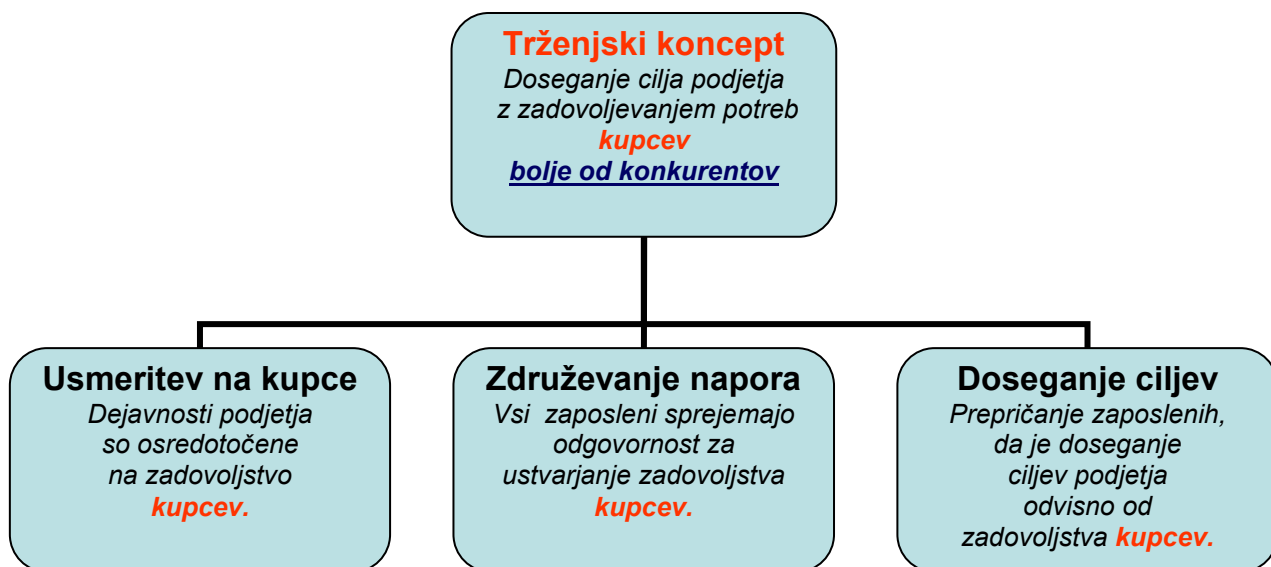 Trženjski koncept
Doseganje cilja podjetja
z zadovoljevanjem potreb
kupcev
bolje od konkurentov
Usmeritev na kupce
Dejavnosti podjetja
so osredotočene
na zadovoljstvo
kupcev.
Združevanje napora
Vsi zaposleni sprejemajo
odgovornost za
ustvarjanje zadovoljstva
kupcev.
Doseganje ciljev
Prepričanje zaposlenih,
da je doseganje
ciljev podjetja
odvisno od
zadovoljstva kupcev.